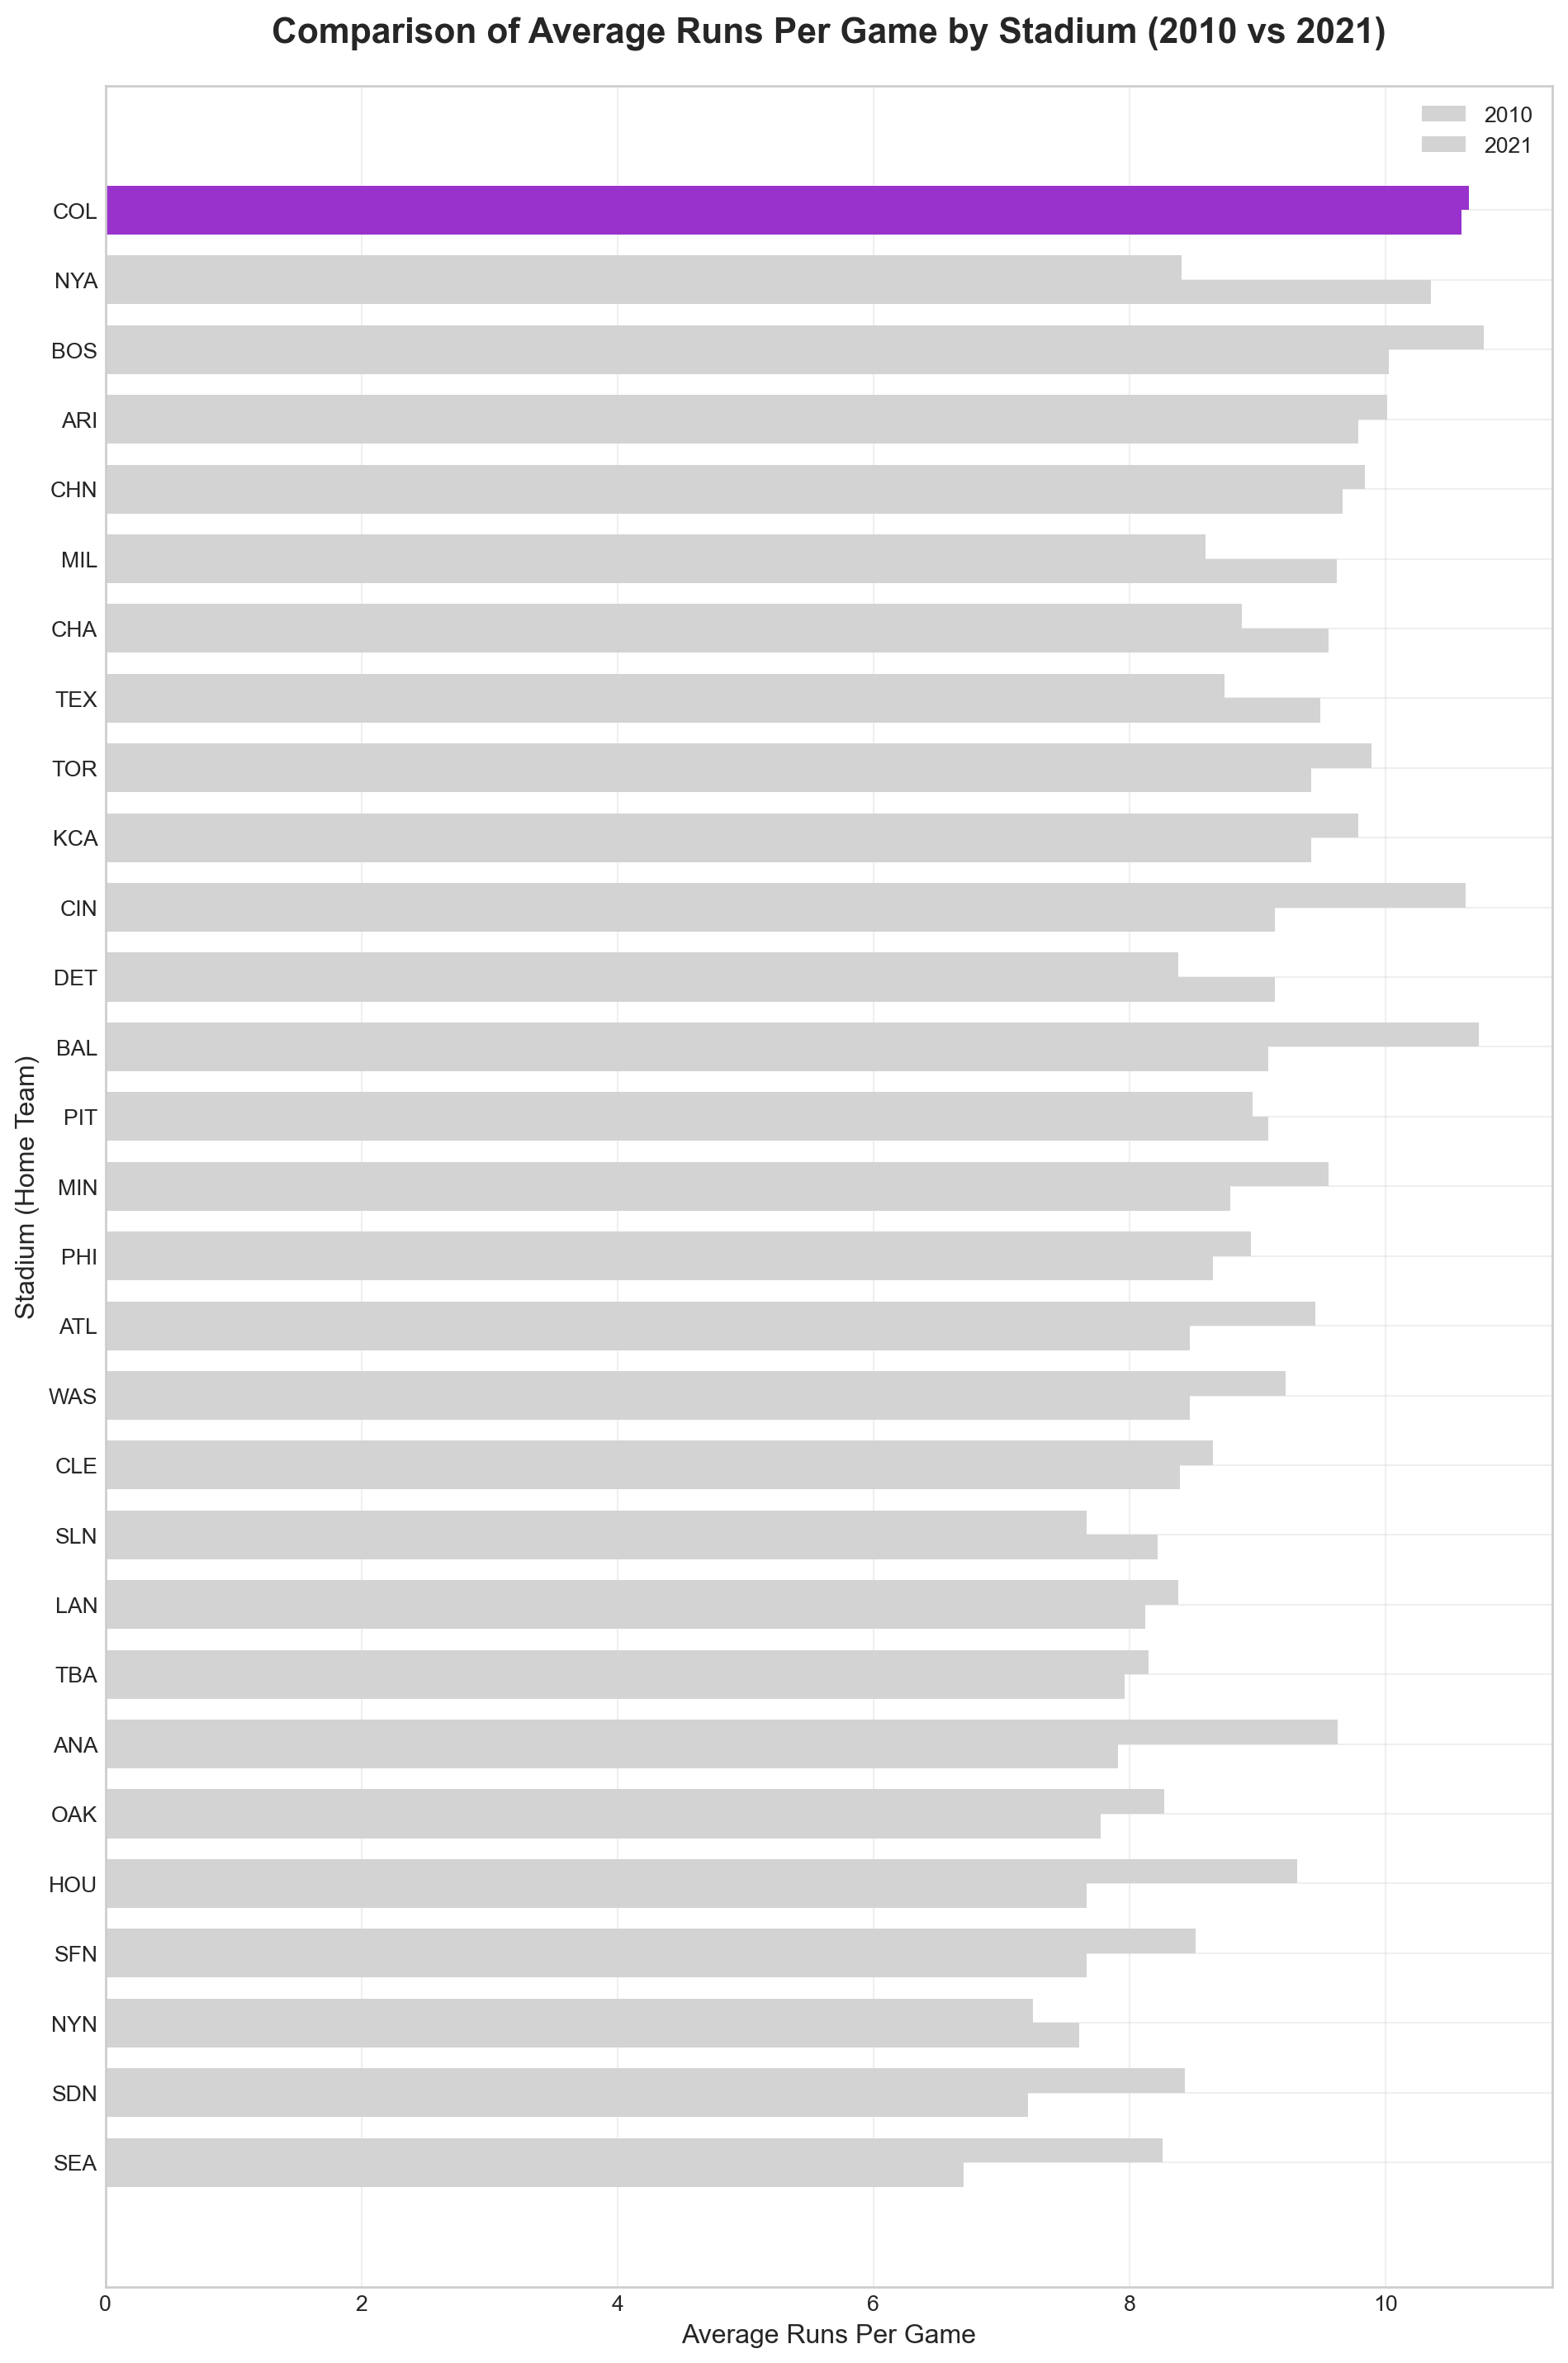 Comparison of Average Runs Per Game by Stadium (2010 vs 2021)
2010
2021
COL
NYA
BOS
ARI
CHN
MIL
CHA
TEX
TOR
KCA
CIN
DET
BAL
PIT
MIN
PHI
ATL
WAS
CLE
SLN
LAN
TBA
ANA
OAK
HOU
SFN
NYN
SDN
SEA
Stadium (Home Team)
0 2 4 6 8 10
Average Runs Per Game